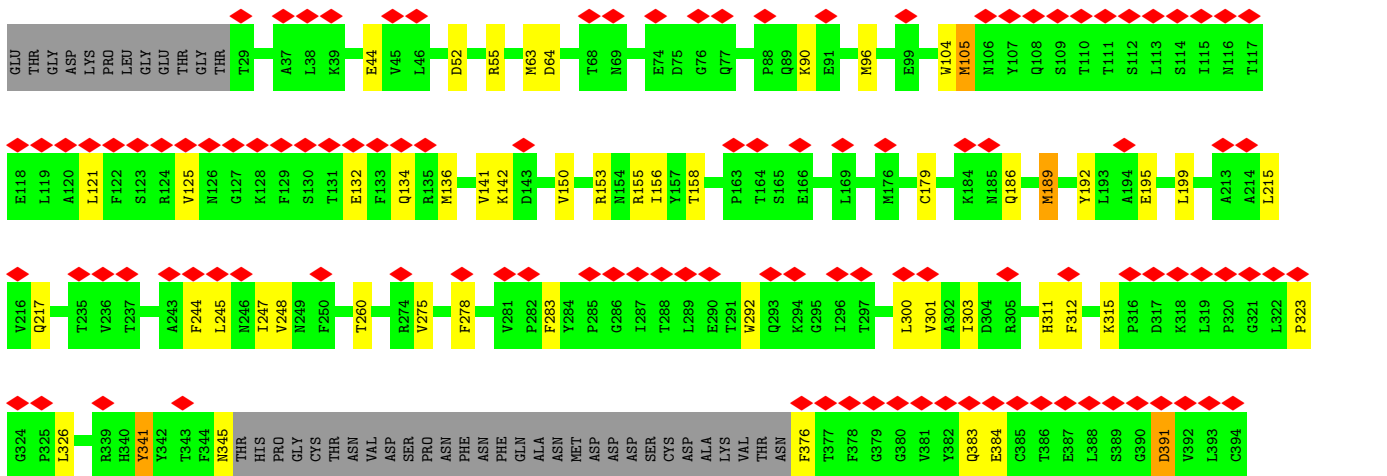 GLU THR GLY ASP LYS PRO LEU GLY GLU THR GLY THR T29 A37 L38 K39 E44 V45 L46 D52 R55 M63 D64 T68 N69 E74 D75 G76 Q77 P88 Q89 K90 E91 M96 E99 W104 M105 N106 Y107 Q108 S109 T110 T111 S112 L113 S114 I115 N116 T117
E118 L119 A120 L121 F122 S123 R124 V125 N126 G127 K128 F129 S130 T131 E132 F133 Q134 R135 M136 V141 K142 D143 V150 R153 N154 R155 I156 Y157 T158 P163 T164 S165 E166 L169 M176 C179 K184 N185 Q186 M189 Y192 L193 A194 E195 L199 A213 A214 L215
V216 Q217 T235 V236 T237 A243 F244 L245 N246 I247 V248 N249 F250 T260 R274 V275 F278 V281 P282 F283 Y284 P285 G286 I287 T288 L289 E290 T291 W292 Q293 K294 G295 I296 T297 L300 V301 A302 I303 D304 R305 H311 F312 K315 P316 D317 K318 L319 P320 G321 L322 P323
G324 P325 L326 R339 H340 Y341 Y342 T343 F344 N345 THR HIS PRO GLY CYS THR ASN VAL ASP SER PRO ASN PHE ASN PHE GLN ALA ASN MET ASP ASP ASP SER CYS ASP ALA LYS VAL THR ASN F376 T377 F378 G379 G380 V381 Y382 Q383 E384 C385 T386 E387 L388 S389 G390 D391 V392 L393 C394